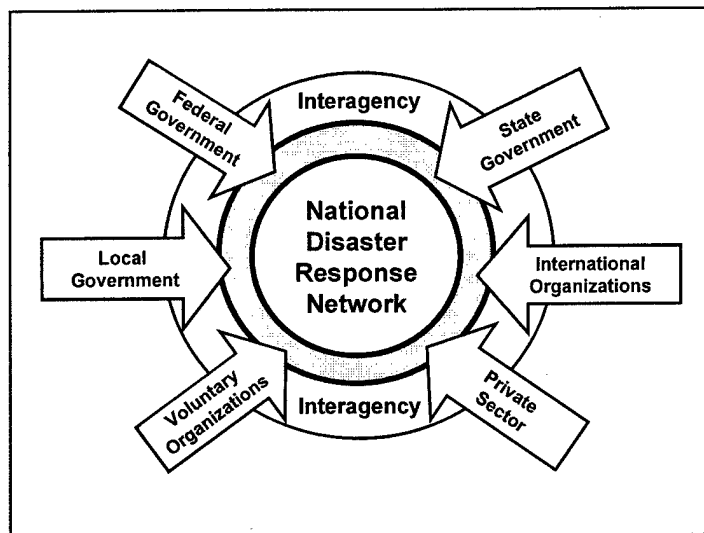 Federal
Government
Interagency
State
Government
Local
Government
National
Disaster
Response
Network
International
Organizations
Voluntary
Organizations
Interagency
Private
Sector